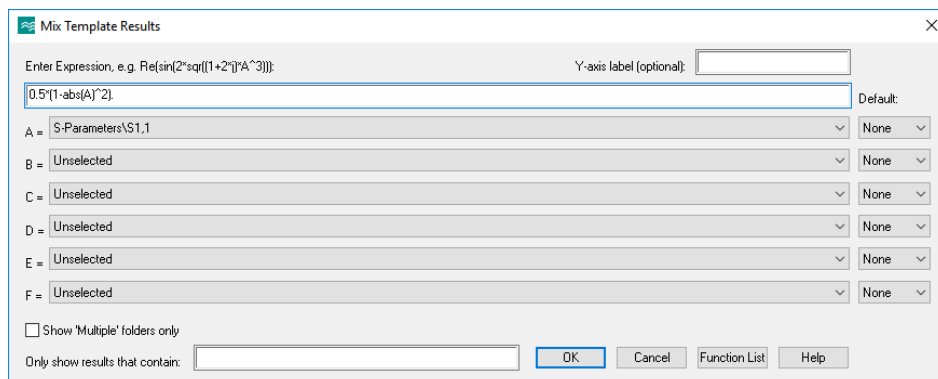 Mix Template Results
Enter Expression, e.g. Re(sin(2*sqr((1+2*j)*A^3))):
Y-axis label (optional):
0.5*(1-abs(A)^2).
Default:
A = S-Parameters\S1,1 None
B = Unselected None
C = Unselected None
D = Unselected None
E = Unselected None
F = Unselected None
Show 'Multiple' folders only
Only show results that contain: OK Cancel Function List Help